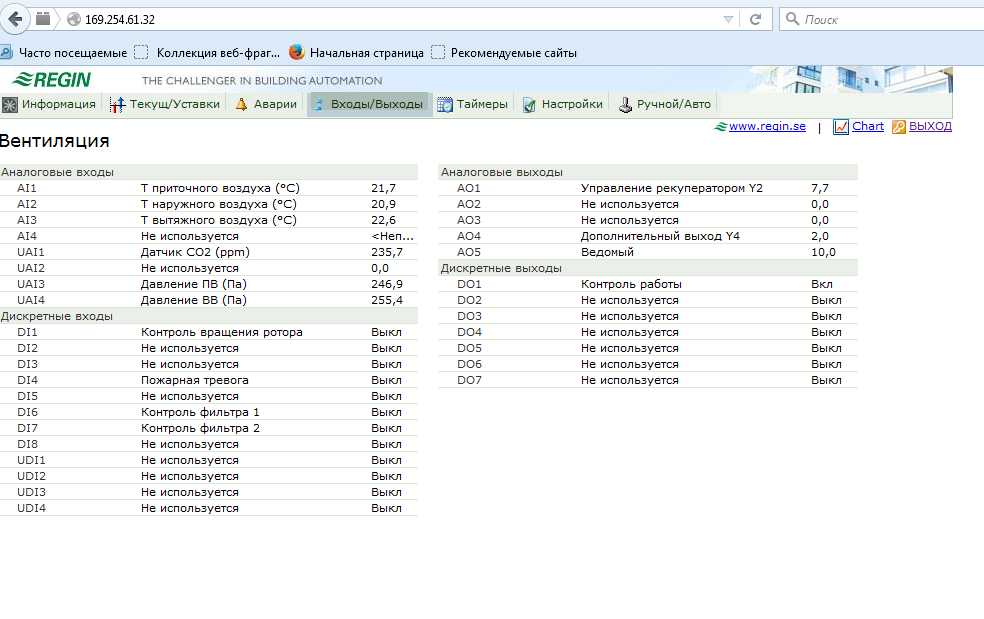 169.254.61.32
Поиск
Часто посещаемые Коллекция веб-фраг... Начальная страница Рекомендуемые сайты
REGIN THE CHALLENGER IN BUILDING AUTOMATION
Информация Текущ/Уставки Аварии Входы/Выходы Таймеры Настройки Ручной/Авто
www.regin.se | Chart ВЫХОД
Вентиляция
Аналоговые входы
AI1 Т приточного воздуха (°C) 21,7
AI2 Т наружного воздуха (°C) 20,9
AI3 Т вытяжного воздуха (°C) 22,6
AI4 Не используется <Неп...
UAI1 Датчик CO2 (ppm) 235,7
UAI2 Не используется 0,0
UAI3 Давление ПВ (Па) 246,9
UAI4 Давление ВВ (Па) 255,4
Дискретные входы
DI1 Контроль вращения ротора Выкл
DI2 Не используется Выкл
DI3 Не используется Выкл
DI4 Пожарная тревога Выкл
DI5 Не используется Выкл
DI6 Контроль фильтра 1 Выкл
DI7 Контроль фильтра 2 Выкл
DI8 Не используется Выкл
UDI1 Не используется Выкл
UDI2 Не используется Выкл
UDI3 Не используется Выкл
UDI4 Не используется Выкл
Аналоговые выходы
AO1 Управление рекуператором Y2 7,7
AO2 Не используется 0,0
AO3 Не используется 0,0
AO4 Дополнительный выход Y4 2,0
AO5 Ведомый 10,0
Дискретные выходы
DO1 Контроль работы Вкл
DO2 Не используется Выкл
DO3 Не используется Выкл
DO4 Не используется Выкл
DO5 Не используется Выкл
DO6 Не используется Выкл
DO7 Не используется Выкл